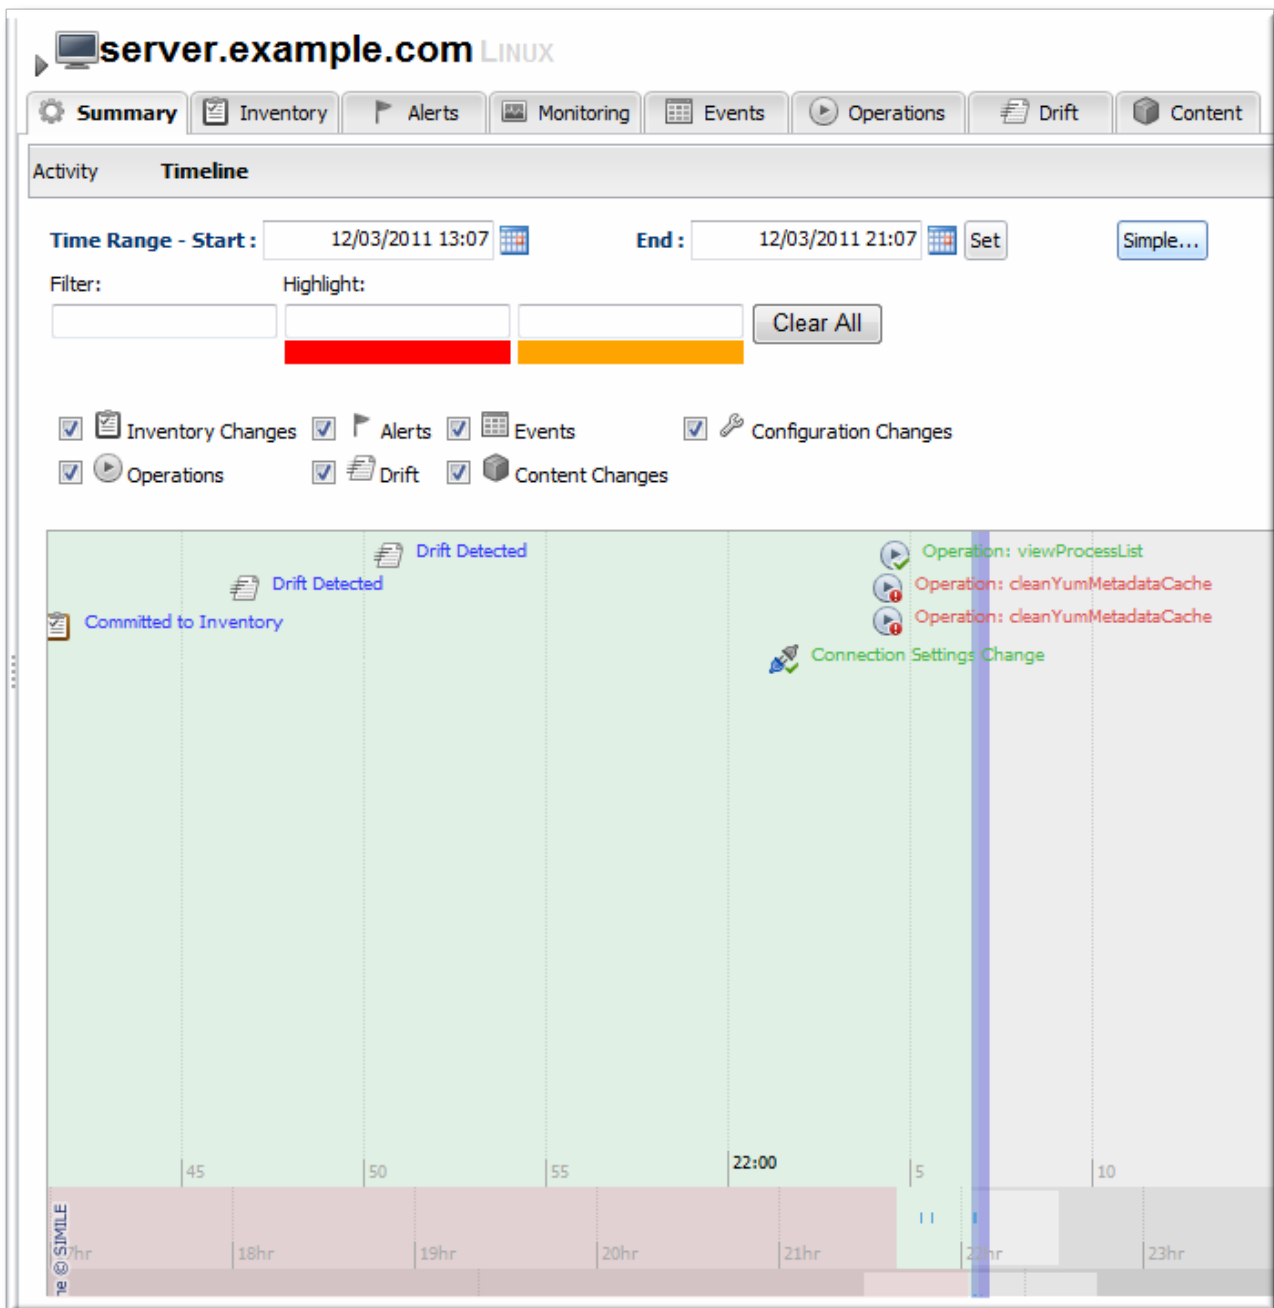 server.example.com LINUX
Summary Inventory Alerts Monitoring Events Operations Drift Content
Activity Timeline
Time Range - Start : 12/03/2011 13:07 End : 12/03/2011 21:07 Set Simple...
Filter: Highlight:
Clear All
Inventory Changes Alerts Events Configuration Changes
Operations Drift Content Changes
Drift Detected Operation: viewProcessList
Drift Detected Operation: cleanYumMetadataCache
Committed to Inventory Operation: cleanYumMetadataCache
Connection Settings Change
45 50 55 22:00 5 10
7hr 18hr 19hr 20hr 21hr 22hr 23hr
ne © SIMILE